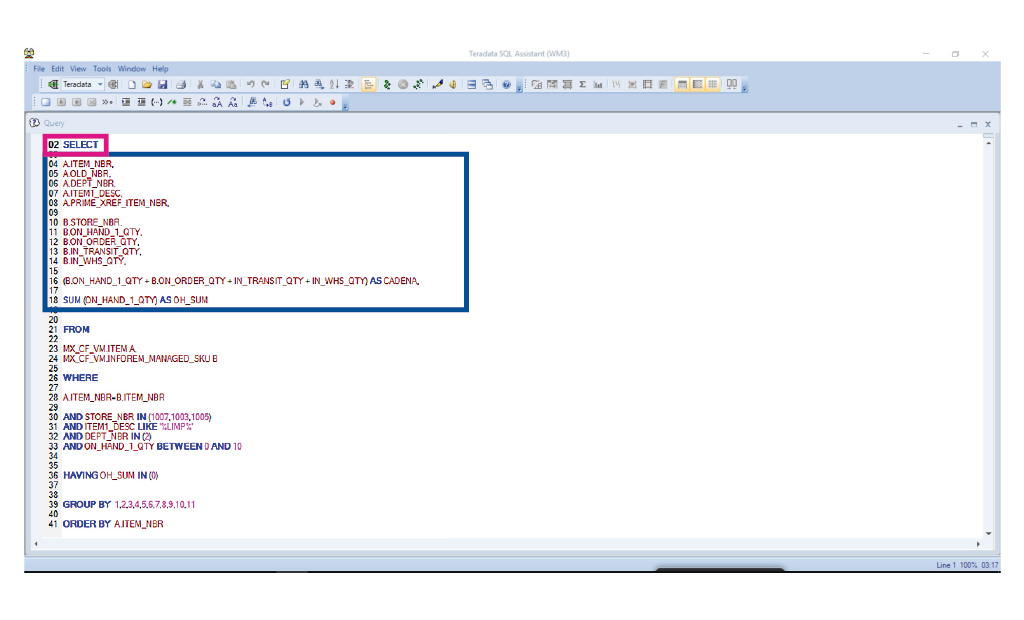 Teradata SQL Assistant (WM3)
File Edit View Tools Window Help
Teradata
Query
02 SELECT
04 A.ITEM_NBR,
05 A.OLD_NBR,
06 A.DEPT_NBR,
07 A.ITEM1_DESC,
08 A.PRIME_XREF_ITEM_NBR,
09
10 B.STORE_NBR,
11 B.ON_HAND_1_QTY,
12 B.ON_ORDER_QTY,
13 B.IN_TRANSIT_QTY,
14 B.IN_WHS_QTY,
15
16 (B.ON_HAND_1_QTY + B.ON_ORDER_QTY + IN_TRANSIT_QTY + IN_WHS_QTY) AS CADENA,
17
18 SUM (ON_HAND_1_QTY) AS OH_SUM
20
21 FROM
22
23 MX_CF_VM.ITEM A,
24 MX_CF_VM.INFOREM_MANAGED_SKU B
25
26 WHERE
27
28 A.ITEM_NBR=B.ITEM_NBR
29
30 AND STORE_NBR IN (1007,1003,1005)
31 AND ITEM1_DESC LIKE '%LIMP%'
32 AND DEPT_NBR IN (2)
33 AND ON_HAND_1_QTY BETWEEN 0 AND 10
34
35
36 HAVING OH_SUM IN (0)
37
38
39 GROUP BY 1,2,3,4,5,6,7,8,9,10,11
40
41 ORDER BY A.ITEM_NBR
Line 1 100% 03:17